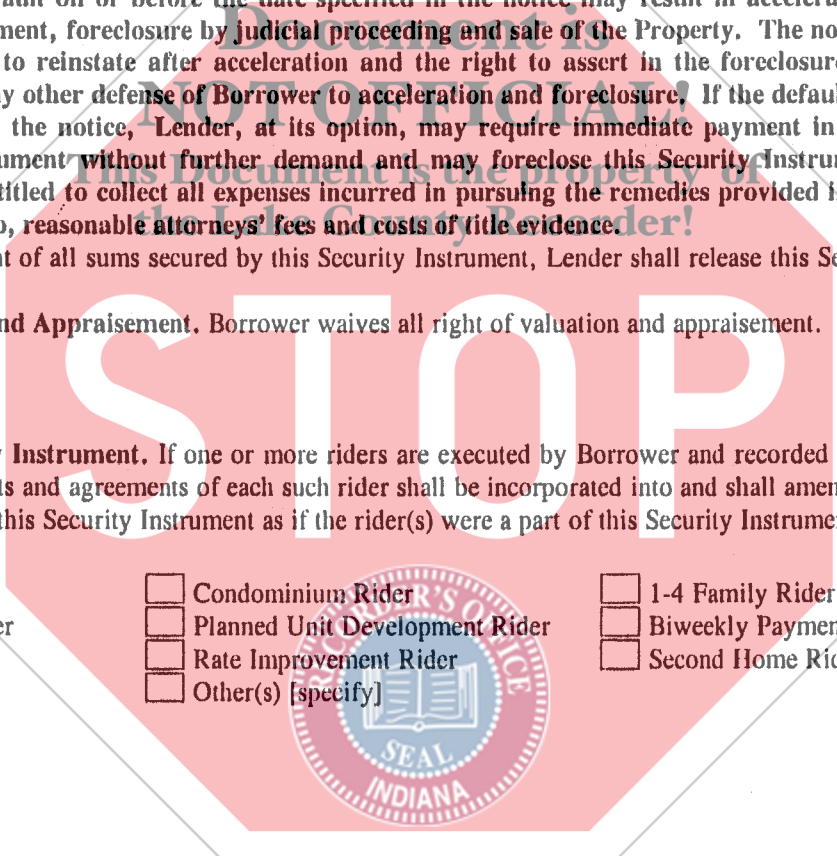 ault on or before the date specified in the notice may result in accelera
ment, foreclosure by judicial proceeding and sale of the Property. The no
to reinstate after acceleration and the right to assert in the foreclosure
y other defense of Borrower to acceleration and foreclosure. If the defaul
the notice, Lender, at its option, may require immediate payment in
ument without further demand and may foreclose this Security Instrum
titled to collect all expenses incurred in pursuing the remedies provided i
o, reasonable attorneys' fees and costs of title evidence.
t of all sums secured by this Security Instrument, Lender shall release this Se
nd Appraisement. Borrower waives all right of valuation and appraisement.
y Instrument. If one or more riders are executed by Borrower and recorded
ts and agreements of each such rider shall be incorporated into and shall amen
this Security Instrument as if the rider(s) were a part of this Security Instrume
Condominium Rider
1-4 Family Rider
er
Planned Unit Development Rider
Biweekly Paymen
Rate Improvement Rider
Second Home Rid
Other(s) [specify]
Document is
NOT OFFICIAL!
This Document is the property of
the Lake County Recorder!
STOP
RECORDER'S OFFICE
SEAL
INDIANA